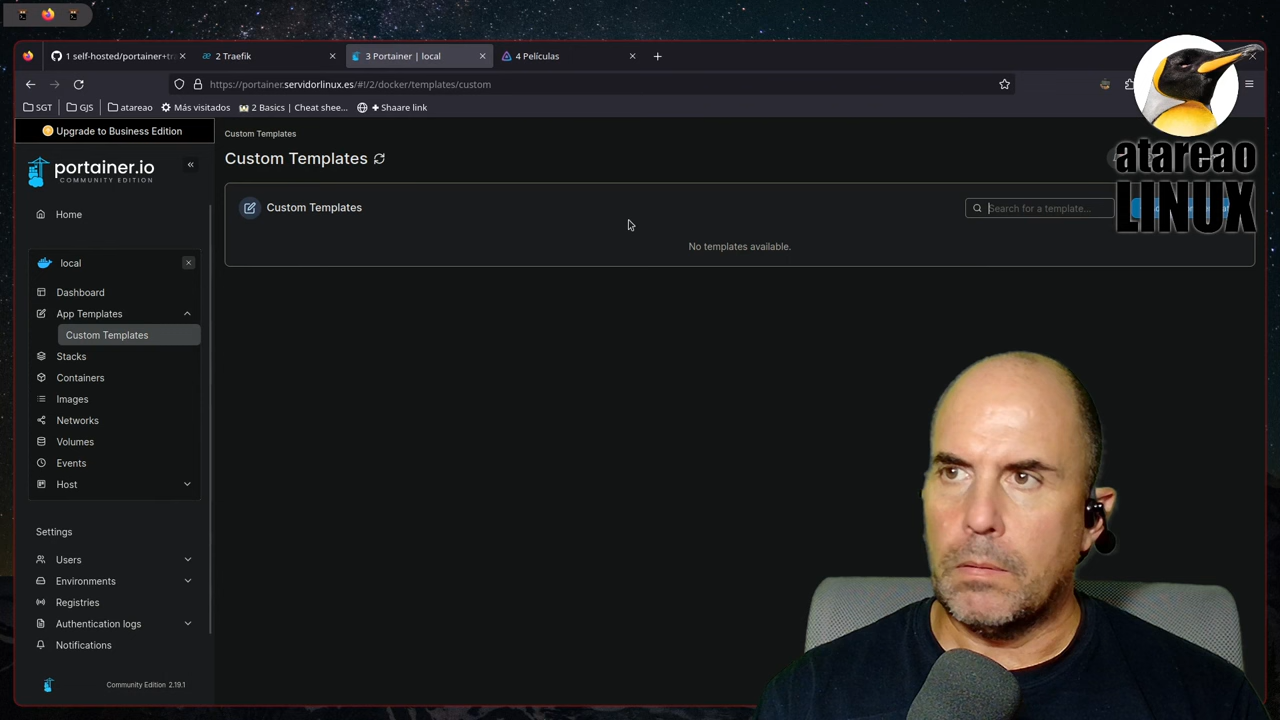 1 self-hosted/portainer+tr
2 Traefik
3 Portainer | local
4 Películas
https://portainer.servidorlinux.es/#!/2/docker/templates/custom
SGT
GJS
atareao
Más visitados
2 Basics | Cheat shee...
✦ Shaare link
Upgrade to Business Edition
portainer.io
COMMUNITY EDITION
Custom Templates
Custom Templates
Custom Templates
Search for a template...
No templates available.
atareao
LINUX
Home
local
Dashboard
App Templates
Custom Templates
Stacks
Containers
Images
Networks
Volumes
Events
Host
Settings
Users
Environments
Registries
Authentication logs
Notifications
Community Edition 2.19.1